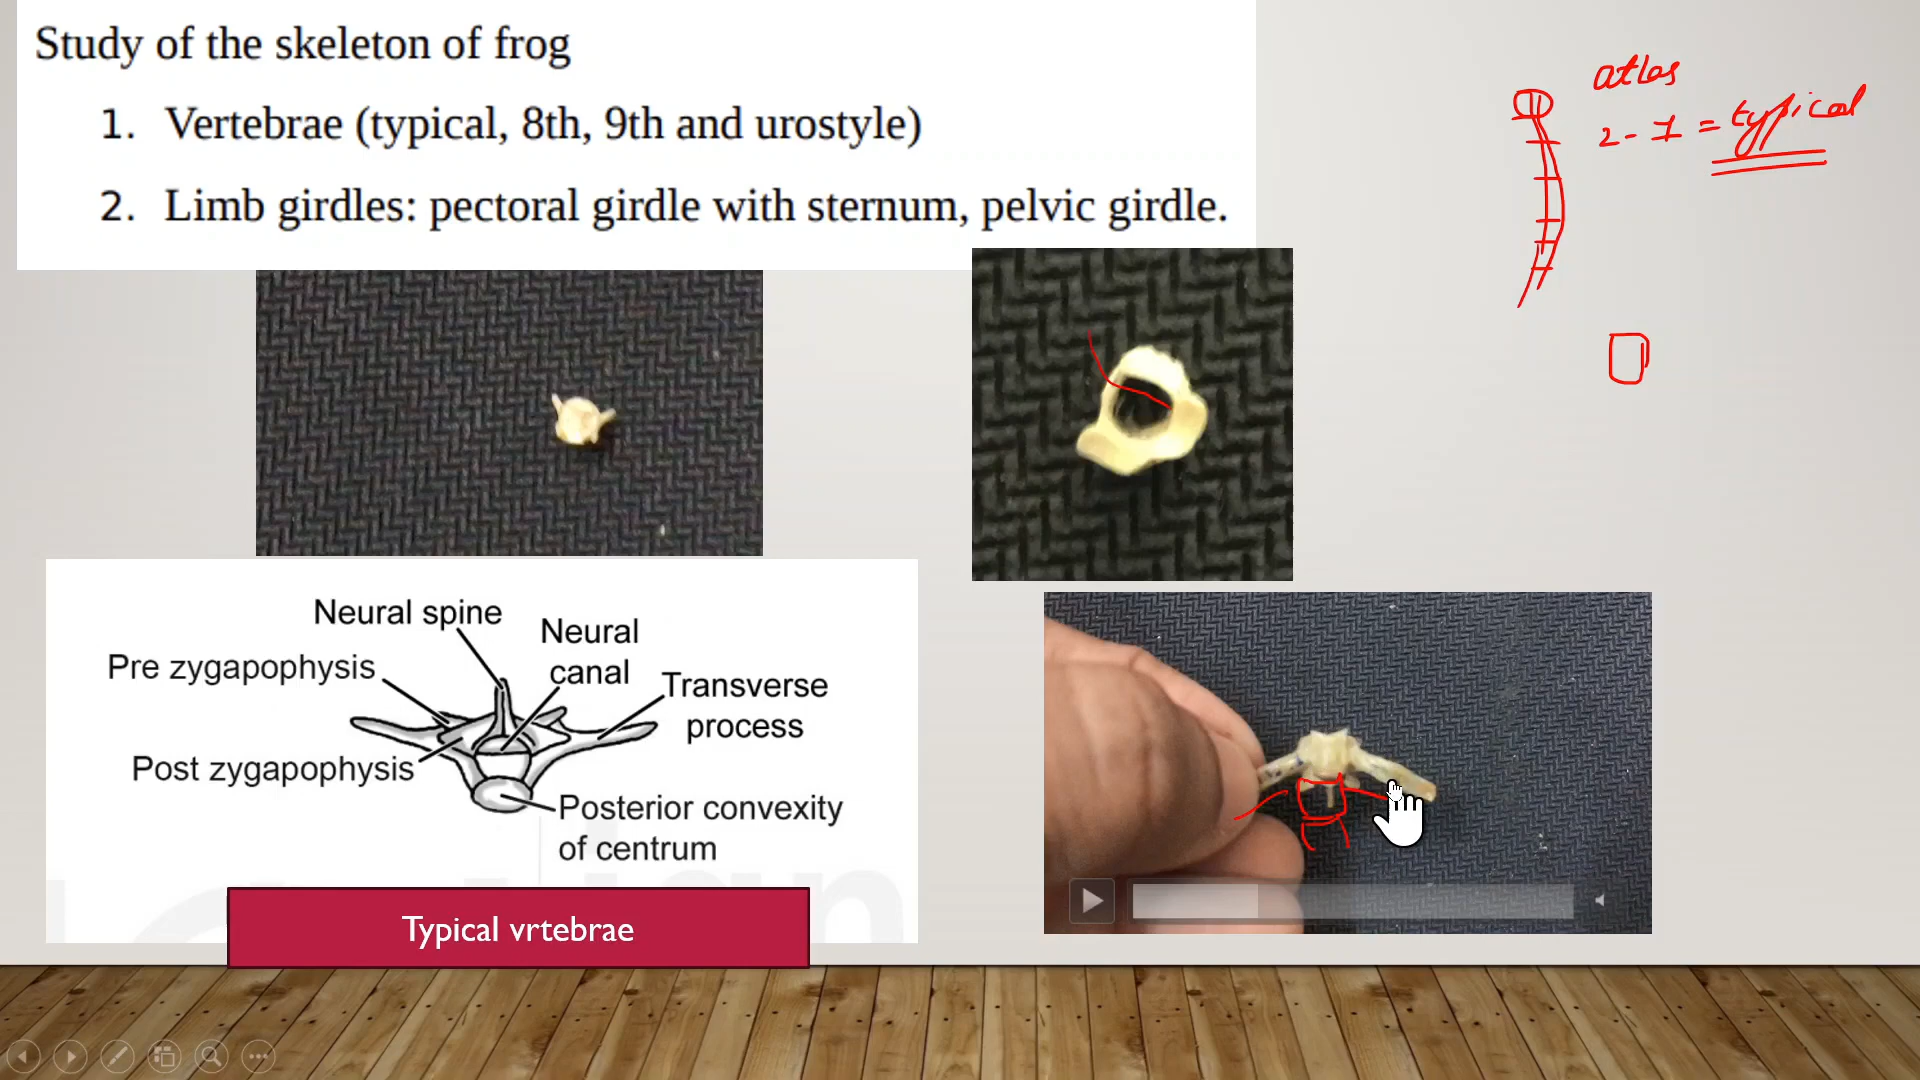 Study of the skeleton of frog
1. Vertebrae (typical, 8th, 9th and urostyle)
2. Limb girdles: pectoral girdle with sternum, pelvic girdle.
atlas
2 - 7 = typical
Neural spine
Neural
canal
Pre zygapophysis
Transverse
process
Post zygapophysis
Posterior convexity
of centrum
Typical vrtebrae